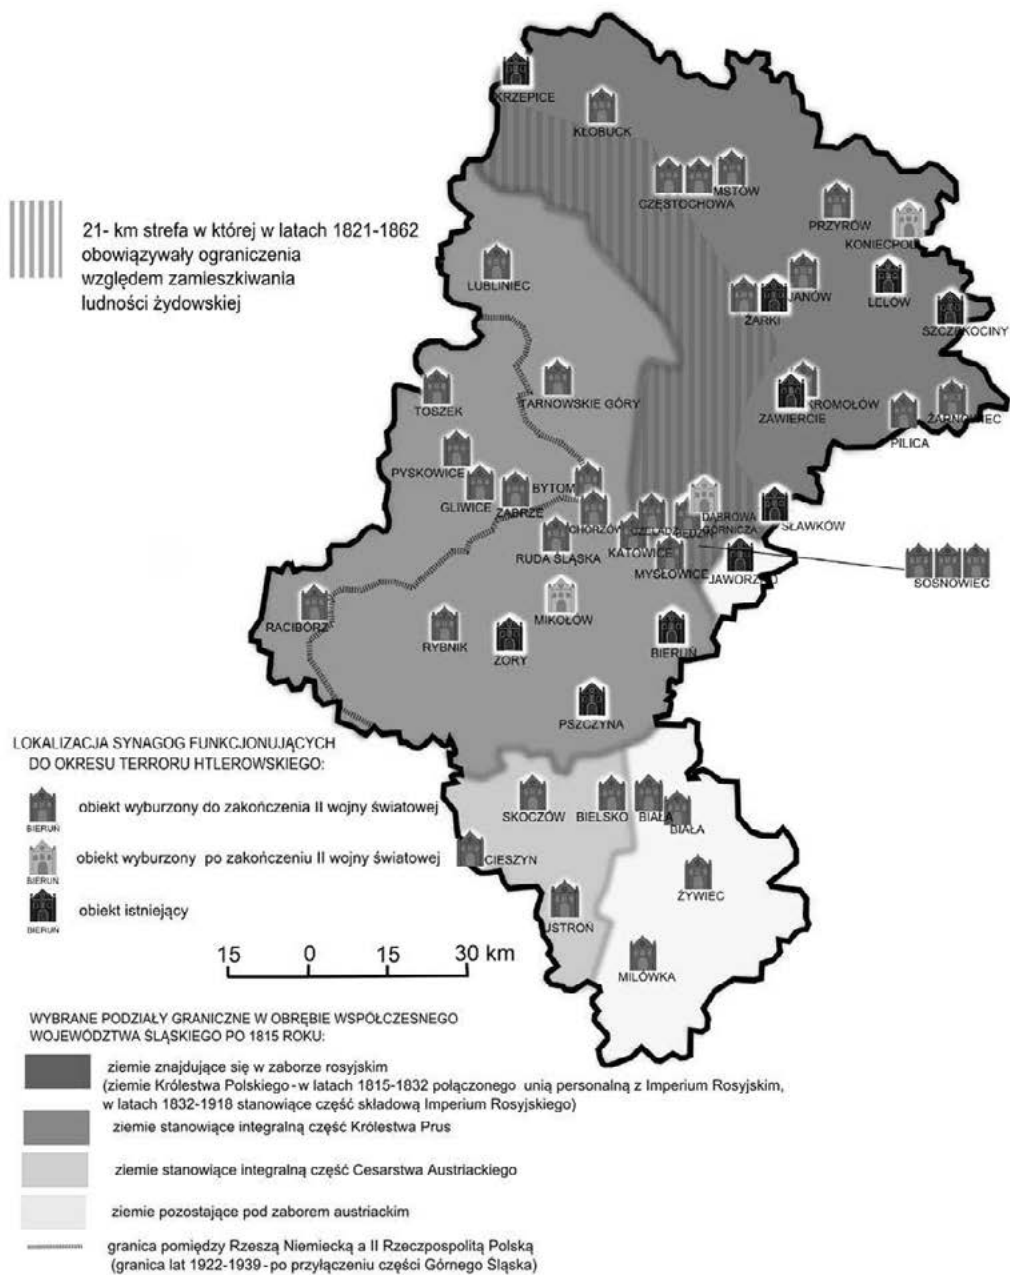 KRZEPICE
KŁOBUCK
MSTÓW
CZĘSTOCHOWA
PRZYRÓW
KONIECPOL
21- km strefa w której w latach 1821-1862
obowiązywały ograniczenia
względem zamieszkiwania
ludności żydowskiej
LUBLINIEC
JANÓW
LELÓW
ŻARKI
SZCZEKOCINY
TOSZEK
TARNOWSKIE GÓRY
KROMOŁÓW
ZAWIERCIE
ŻARNOWIEC
PILICA
PYSKOWICE
GLIWICE
BYTOM
ZABRZE
CHORZÓW
CZELADŹ
BĘDZIN
DĄBROWA
GÓRNICZA
SŁAWKÓW
RUDA ŚLĄSKA
KATOWICE
MYSŁOWICE
JAWORZNO
SOSNOWIEC
RACIBÓRZ
RYBNIK
MIKOŁÓW
ŻORY
BIERUŃ
PSZCZYNA
LOKALIZACJA SYNAGOG FUNKCJONUJĄCYCH
DO OKRESU TERRORU HTLEROWSKIEGO:
BIERUŃ
obiekt wyburzony do zakończenia II wojny światowej
BIERUŃ
obiekt wyburzony po zakończeniu II wojny światowej
BIERUŃ
obiekt istniejący
SKOCZÓW
BIELSKO
BIAŁA
BIAŁA
CIESZYN
ŻYWIEC
USTROŃ
MILÓWKA
15 0 15 30 km
WYBRANE PODZIAŁY GRANICZNE W OBRĘBIE WSPÓŁCZESNEGO
WOJEWÓDZTWA ŚLĄSKIEGO PO 1815 ROKU:
ziemie znajdujące się w zaborze rosyjskim
(ziemie Królestwa Polskiego - w latach 1815-1832 połączonego unią personalną z Imperium Rosyjskim,
w latach 1832-1918 stanowiące część składową Imperium Rosyjskiego)
ziemie stanowiące integralną część Królestwa Prus
ziemie stanowiące integralną część Cesarstwa Austriackiego
ziemie pozostające pod zaborem austriackim
granica pomiędzy Rzeszą Niemiecką a II Rzeczpospolitą Polską
(granica lat 1922-1939 - po przyłączeniu części Górnego Śląska)